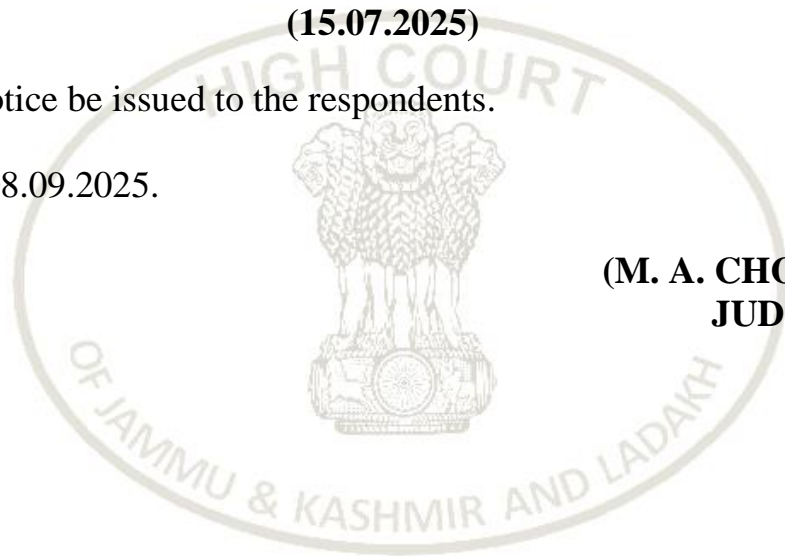 (15.07.2025)
HIGH COURT
otice be issued to the respondents.
8.09.2025.
(M. A. CHO
JUD
OF JAMMU & KASHMIR AND LADAKH